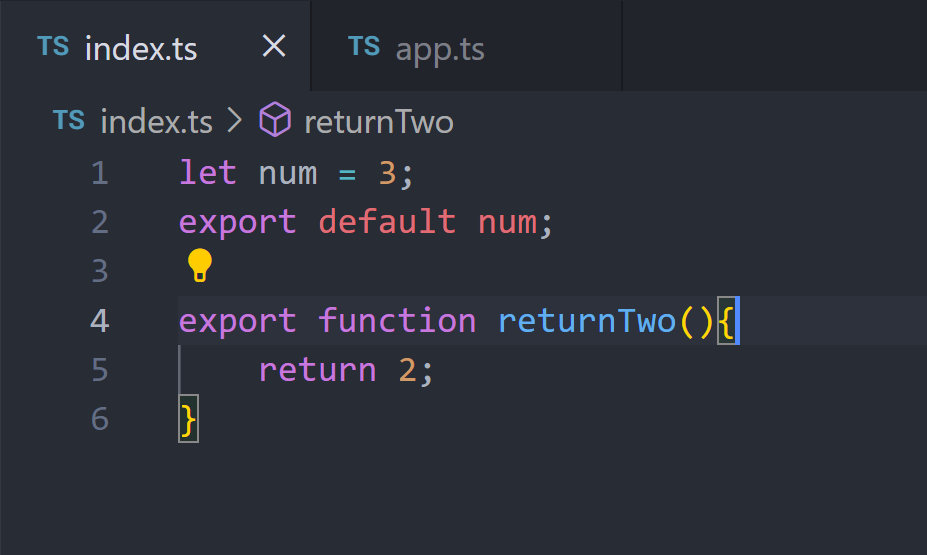 TS index.ts × TS app.ts
TS index.ts > returnTwo
1 let num = 3;
2 export default num;
3
4 export function returnTwo(){
5     return 2;
6 }